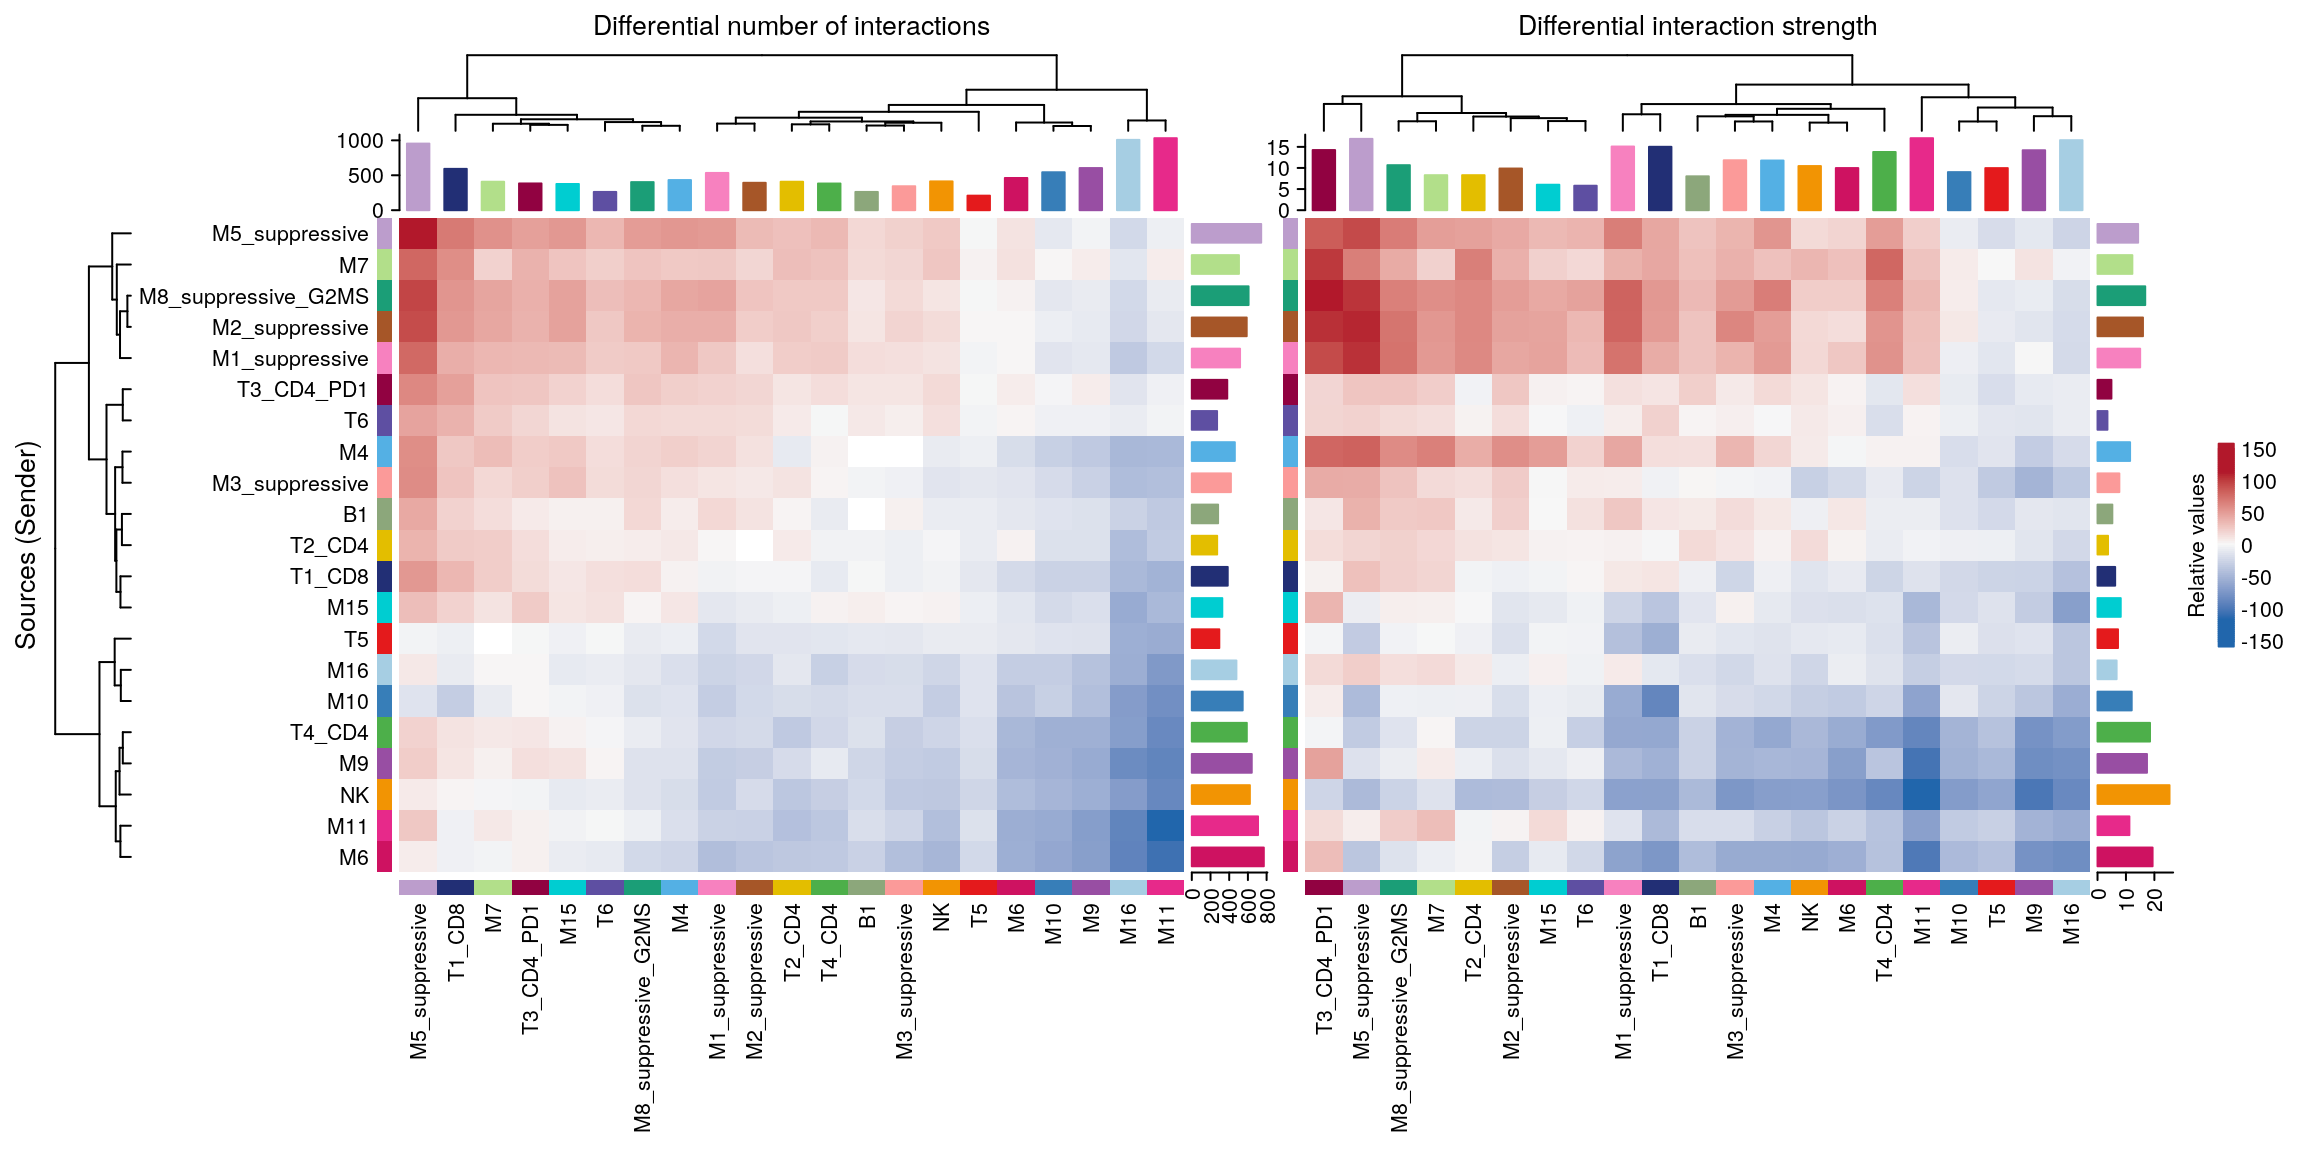 Differential number of interactions
Differential interaction strength
1000
500
0
15
10
5
0
Sources (Sender)
M5_suppressive
M7
M8_suppressive_G2MS
M2_suppressive
M1_suppressive
T3_CD4_PD1
T6
M4
M3_suppressive
B1
T2_CD4
T1_CD8
M15
T5
M16
M10
T4_CD4
M9
NK
M11
M6
0
200
400
600
800
0
10
20
M5_suppressive
T1_CD8
M7
T3_CD4_PD1
M15
T6
M8_suppressive_G2MS
M4
M1_suppressive
M2_suppressive
T2_CD4
T4_CD4
B1
M3_suppressive
NK
T5
M6
M10
M9
M16
M11
T3_CD4_PD1
M5_suppressive
M8_suppressive_G2MS
M7
T2_CD4
M2_suppressive
M15
T6
M1_suppressive
T1_CD8
B1
M3_suppressive
M4
NK
M6
T4_CD4
M11
M10
T5
M9
M16
Relative values
150
100
50
0
-50
-100
-150